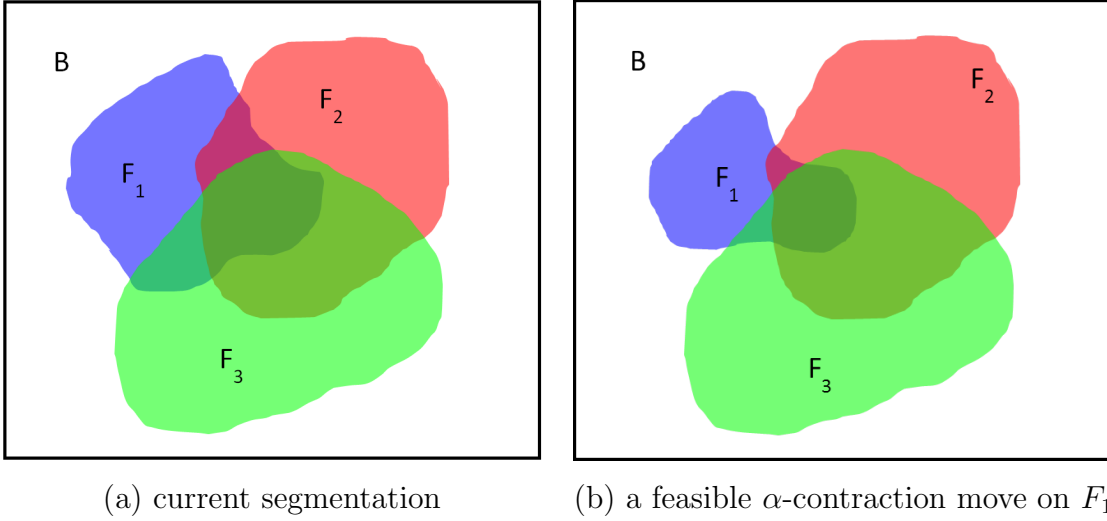 B
F₁
F₂
F₃
B
F₁
F₂
F₃
(a) current segmentation
(b) a feasible α-contraction move on F₁